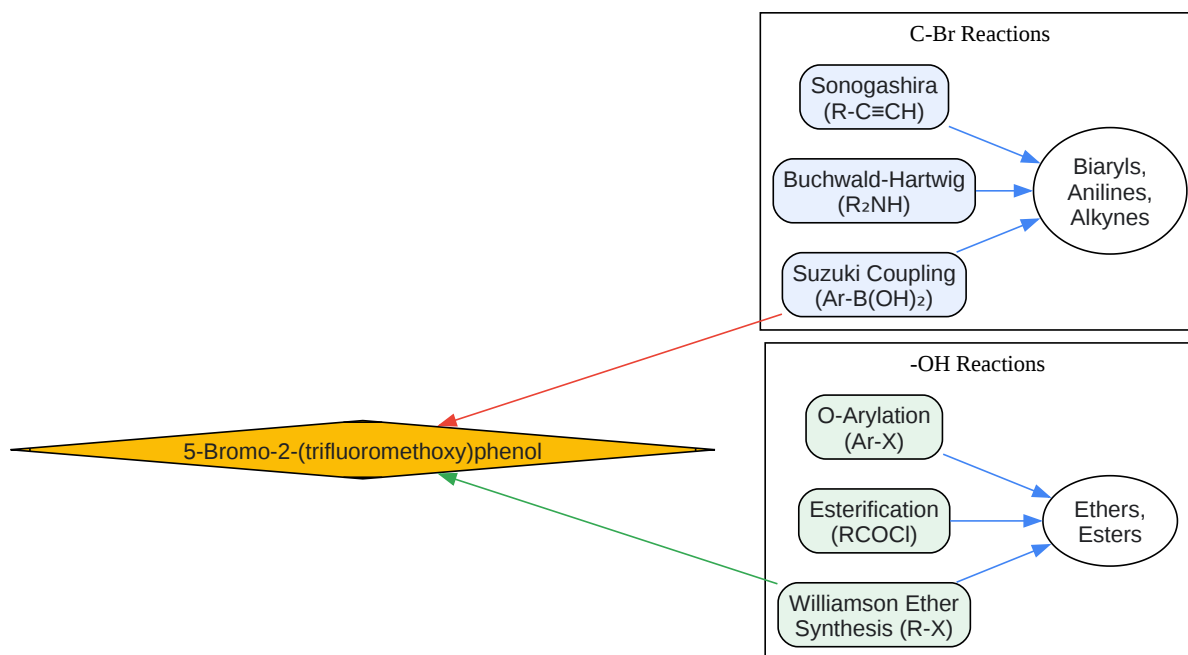 C-Br Reactions
Sonogashira
(R-C≡CH)
Buchwald-Hartwig
(R₂NH)
Suzuki Coupling
(Ar-B(OH)₂)
Biaryls,
Anilines,
Alkynes
-OH Reactions
O-Arylation
(Ar-X)
Esterification
(RCOCl)
Williamson Ether
Synthesis (R-X)
Ethers,
Esters
5-Bromo-2-(trifluoromethoxy)phenol